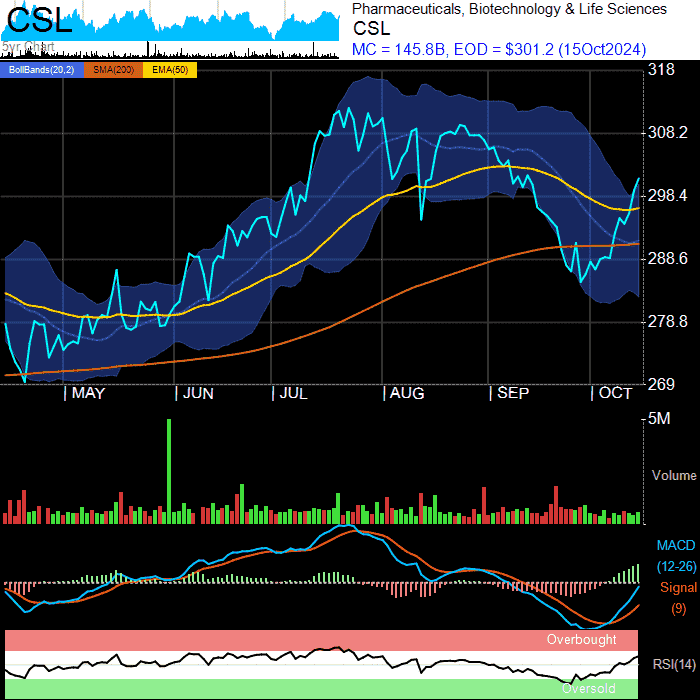 CSL
5yr Chart
Pharmaceuticals, Biotechnology & Life Sciences
CSL
MC = 145.8B, EOD = $301.2 (15Oct2024)
BollBands(20,2) SMA(200) EMA(50)
318
308.2
298.4
288.6
278.8
269
MAY JUN JUL AUG SEP OCT
5M
Volume
MACD
(12-26)
Signal
(9)
Overbought
RSI(14)
Oversold